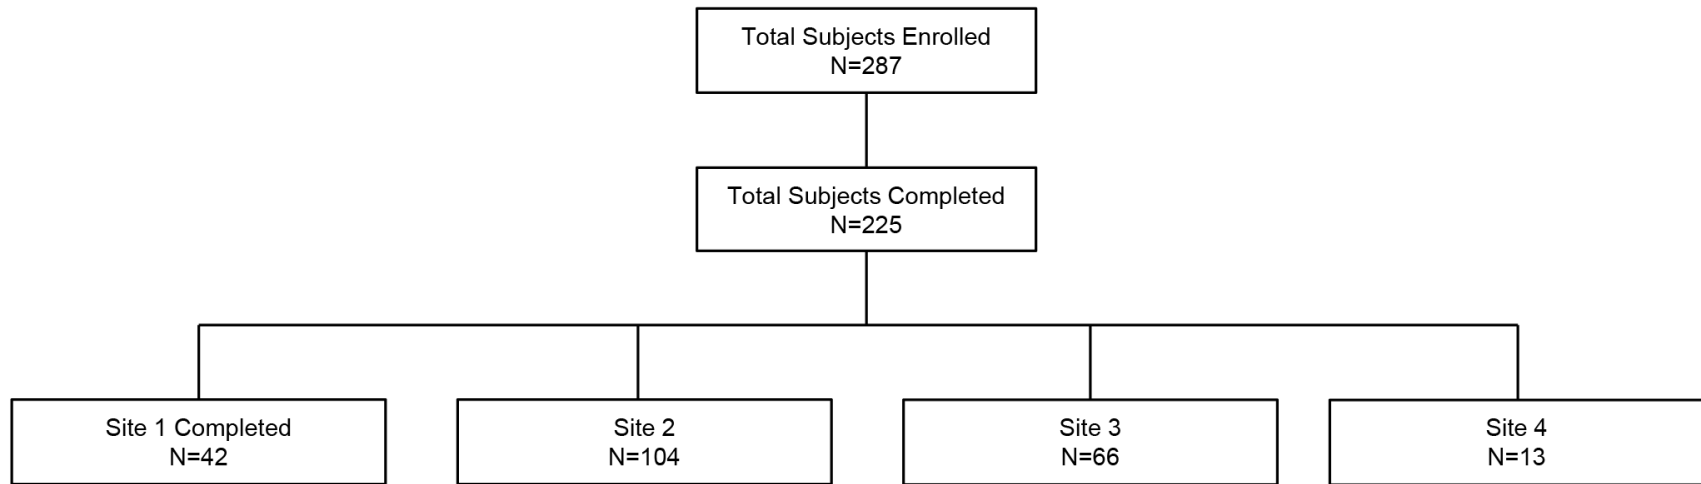 Total Subjects Enrolled
N=287
Total Subjects Completed
N=225
Site 1 Completed
N=42
Site 2
N=104
Site 3
N=66
Site 4
N=13